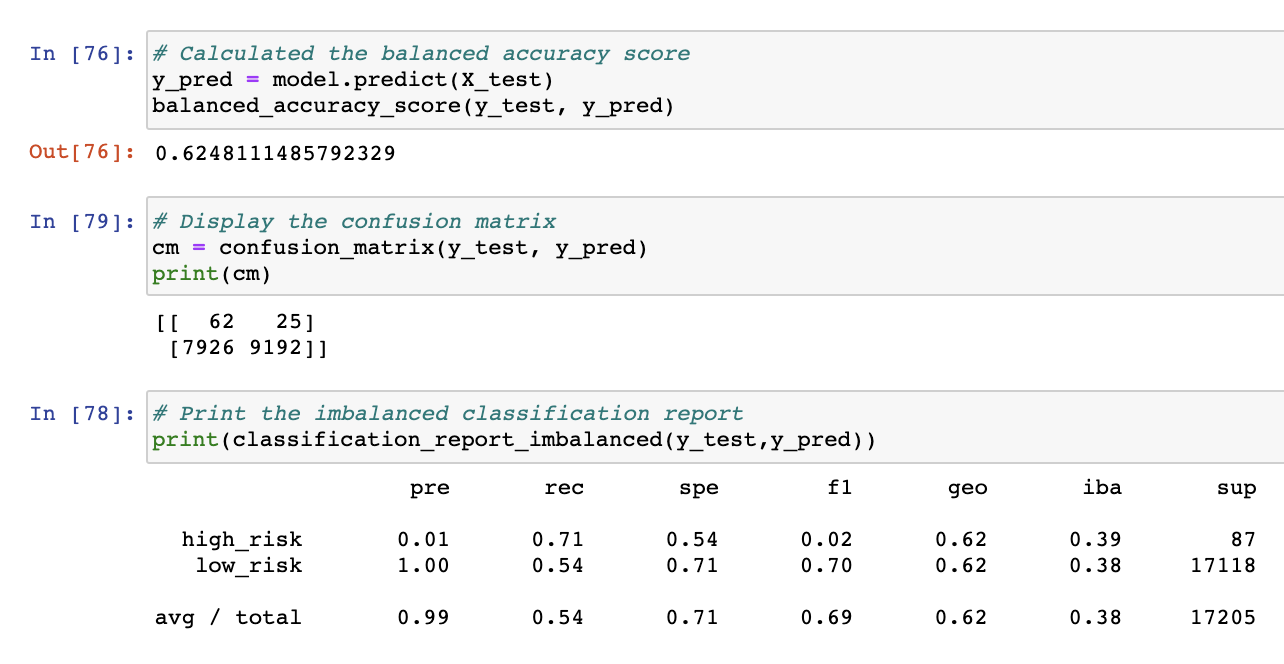 In [76]: # Calculated the balanced accuracy score
y_pred = model.predict(X_test)
balanced_accuracy_score(y_test, y_pred)
Out[76]: 0.6248111485792329
In [79]: # Display the confusion matrix
cm = confusion_matrix(y_test, y_pred)
print(cm)
[[  62   25]
 [7926 9192]]
In [78]: # Print the imbalanced classification report
print(classification_report_imbalanced(y_test,y_pred))
pre rec spe f1 geo iba sup
high_risk 0.01 0.71 0.54 0.02 0.62 0.39 87
low_risk 1.00 0.54 0.71 0.70 0.62 0.38 17118
avg / total 0.99 0.54 0.71 0.69 0.62 0.38 17205